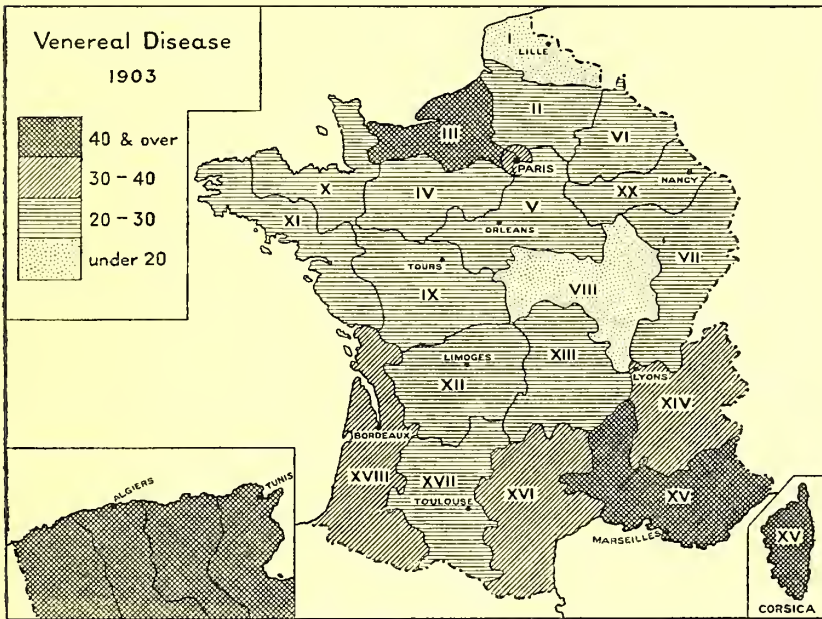 Venereal Disease
1903
40 & over
30 - 40
20 - 30
under 20
I
LILLE
II
III
VI
PARIS
NANCY
XX
X
IV
V
XI
ORLEANS
VII
TOURS
IX
VIII
LIMOGES
XIII
XII
LYONS
XIV
BORDEAUX
XVIII
XVII
TOULOUSE
XVI
XV
MARSEILLES
ALGIERS
TUNIS
XV
CORSICA